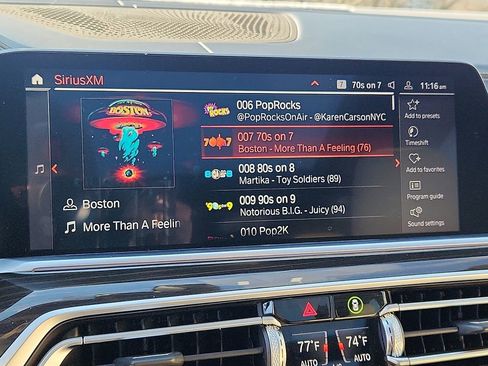 SiriusXM
7 70s on 7
11:16 am
BOSTON
Boston
More Than A Feelin
POP ROCKS
006 PopRocks
@PopRocksOnAir - @KarenCarsonNYC
007 70s on 7
Boston - More Than A Feeling (76)
008 80s on 8
Martika - Toy Soldiers (89)
009 90s on 9
Notorious B.I.G. - Juicy (94)
010 Pop2K
Add to presets
Timeshift
Add to favorites
Program guide
Sound settings
77°F
AUTO
74°F
AUTO